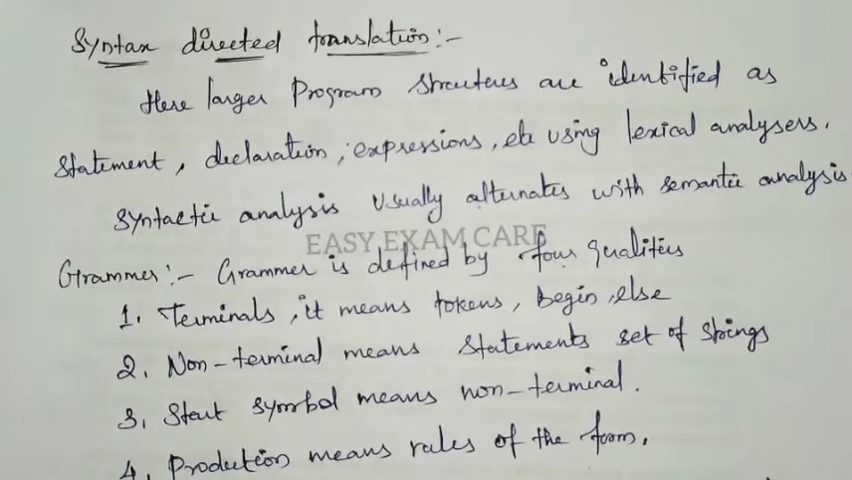 Syntax directed translation:-
Here larger Program structures are identified as
Statement, declaration, expressions, etc using lexical analysers.
Syntactic analysis usually alternates with semantic analysis
EASY EXAM CARE
Grammer:- Grammer is defined by four qualities
1. Terminals, it means tokens, begin, else
2. Non-terminal means statements set of strings
3. Start symbol means non-terminal.
4. Production means rules of the form.